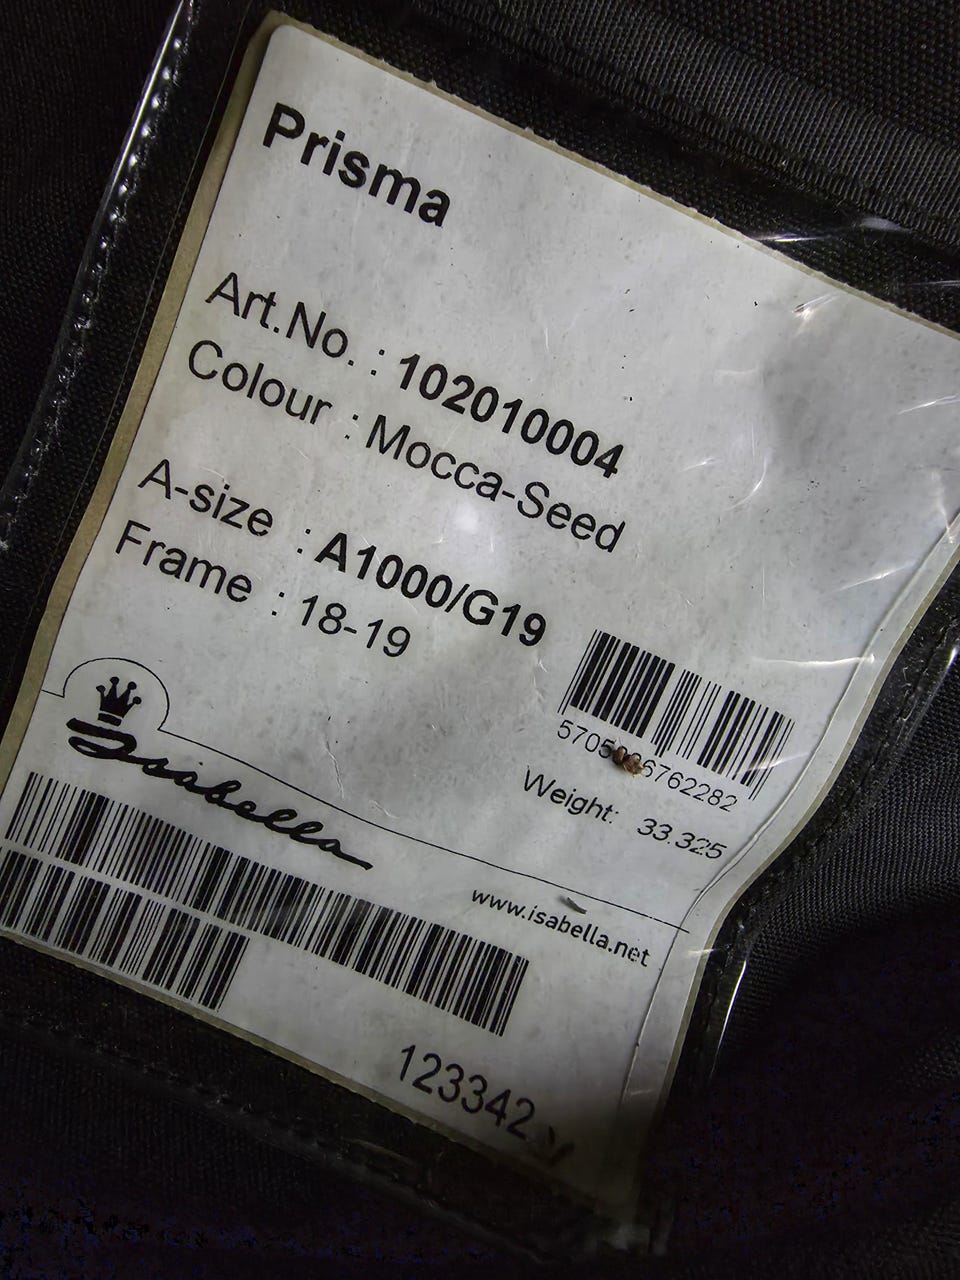 Prisma
Art.No. : 102010004
Colour : Mocca-Seed
A-size : A1000/G19
Frame : 18-19
Isabella
Weight: 33.325
www.isabella.net
123342